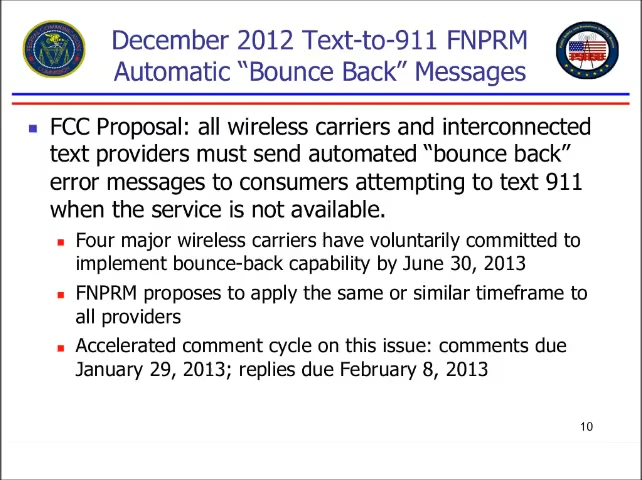 December 2012 Text-to-911 FNPRM
Automatic “Bounce Back” Messages
FCC Proposal: all wireless carriers and interconnected
text providers must send automated “bounce back”
error messages to consumers attempting to text 911
when the service is not available.
Four major wireless carriers have voluntarily committed to
implement bounce-back capability by June 30, 2013
FNPRM proposes to apply the same or similar timeframe to
all providers
Accelerated comment cycle on this issue: comments due
January 29, 2013; replies due February 8, 2013
10